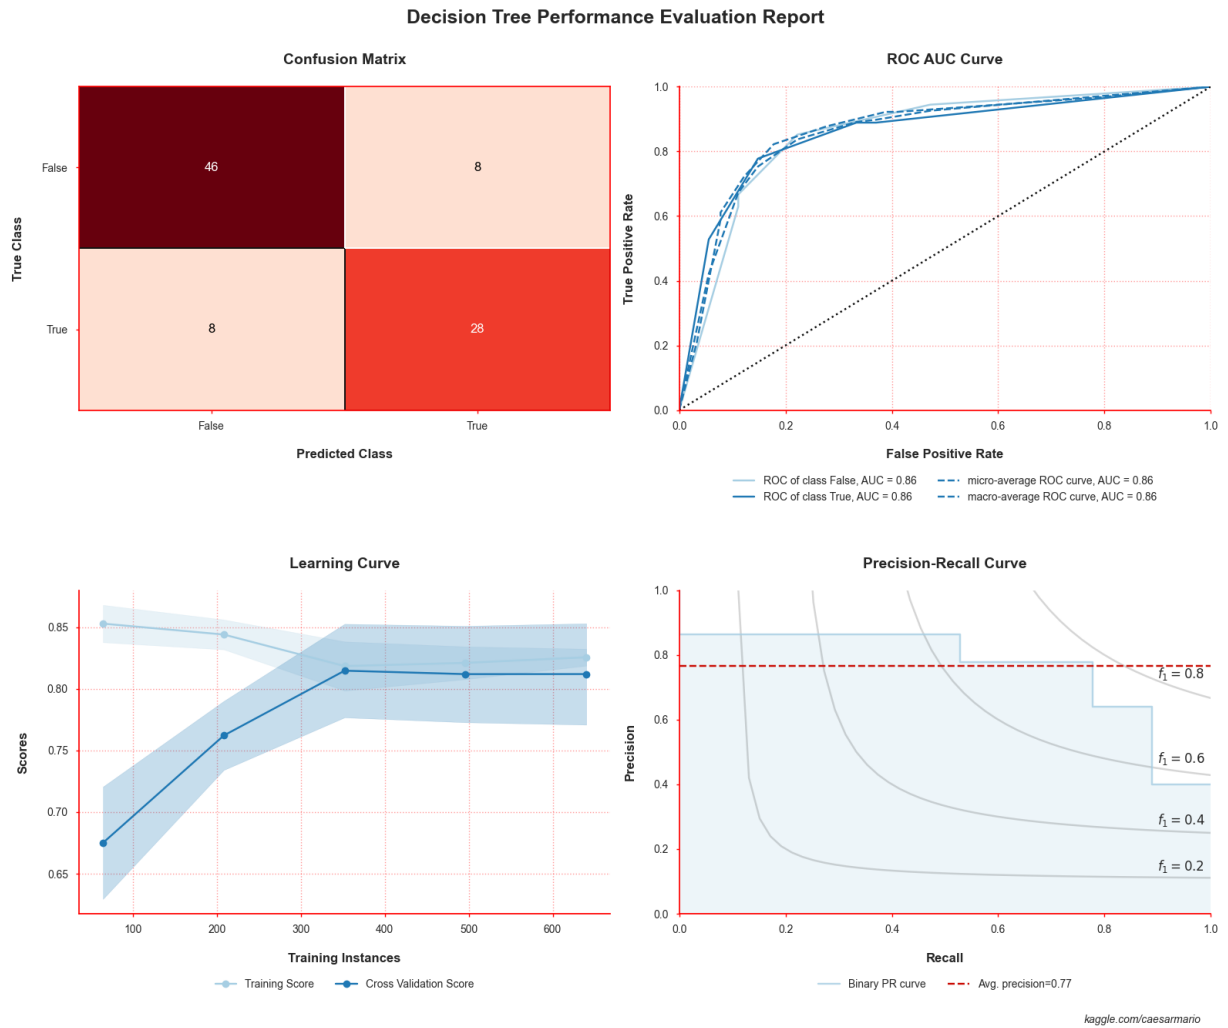 Decision Tree Performance Evaluation Report
Confusion Matrix
True Class
False
True
46
8
8
28
False
True
Predicted Class
ROC AUC Curve
True Positive Rate
1.0
0.8
0.6
0.4
0.2
0.0
0.0 0.2 0.4 0.6 0.8 1.0
False Positive Rate
ROC of class False, AUC = 0.86
ROC of class True, AUC = 0.86
micro-average ROC curve, AUC = 0.86
macro-average ROC curve, AUC = 0.86
Learning Curve
Scores
0.85
0.80
0.75
0.70
0.65
100 200 300 400 500 600
Training Instances
Training Score
Cross Validation Score
Precision-Recall Curve
Precision
1.0
0.8
0.6
0.4
0.2
0.0
f₁ = 0.8
f₁ = 0.6
f₁ = 0.4
f₁ = 0.2
0.0 0.2 0.4 0.6 0.8 1.0
Recall
Binary PR curve
Avg. precision=0.77
kaggle.com/caesarmario